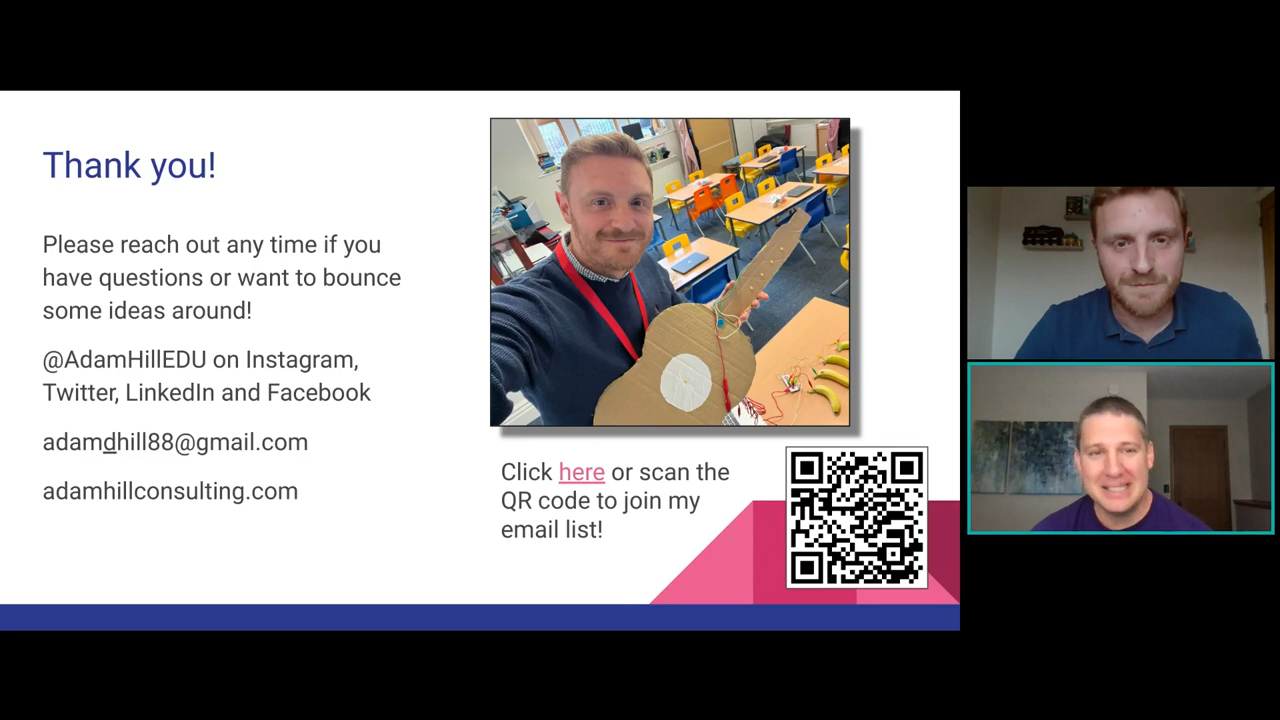 Thank you!
Please reach out any time if you
have questions or want to bounce
some ideas around!
@AdamHillEDU on Instagram,
Twitter, LinkedIn and Facebook
adamdhill88@gmail.com
adamhillconsulting.com
Click here or scan the
QR code to join my
email list!